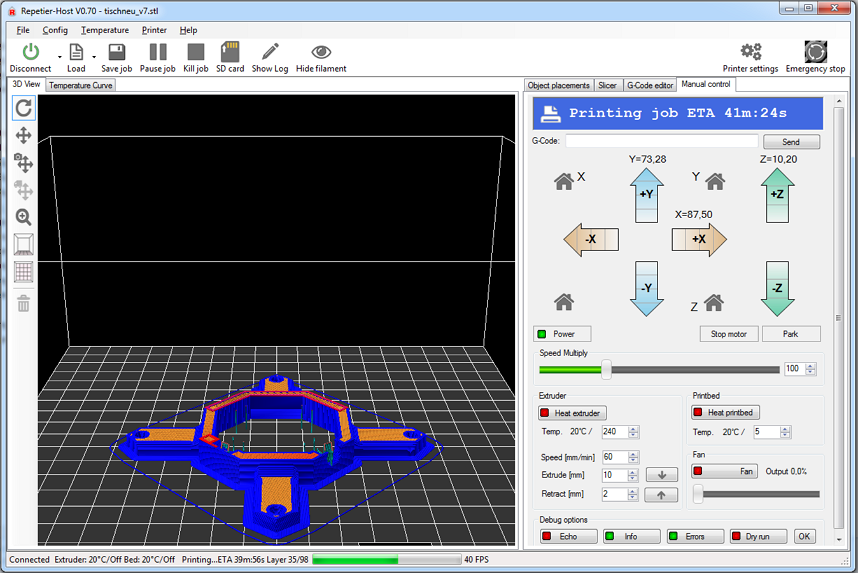 Repetier-Host V0.70 - tischneu_v7.stl
File Config Temperature Printer Help
Disconnect Load Save job Pause job Kill job SD card Show Log Hide filament Printer settings Emergency stop
3D View Temperature Curve
Object placements Slicer G-Code editor Manual control
Printing job ETA 41m:24s
G-Code: Send
Y=73,28 Z=10,20
X Y
+Y +Z
X=87,50
-X +X
-Y -Z
Z
Power Stop motor Park
Speed Multiply
100
Extruder Printbed
Heat extruder Heat printbed
Temp. 20°C / 240 Temp. 20°C / 5
Speed [mm/min] 60 Fan
Extrude [mm] 10 Fan Output 0,0%
Retract [mm] 2
Debug options
Echo Info Errors Dry run OK
Connected Extruder: 20°C/Off Bed: 20°C/Off Printing...ETA 39m:56s Layer 35/98 40 FPS